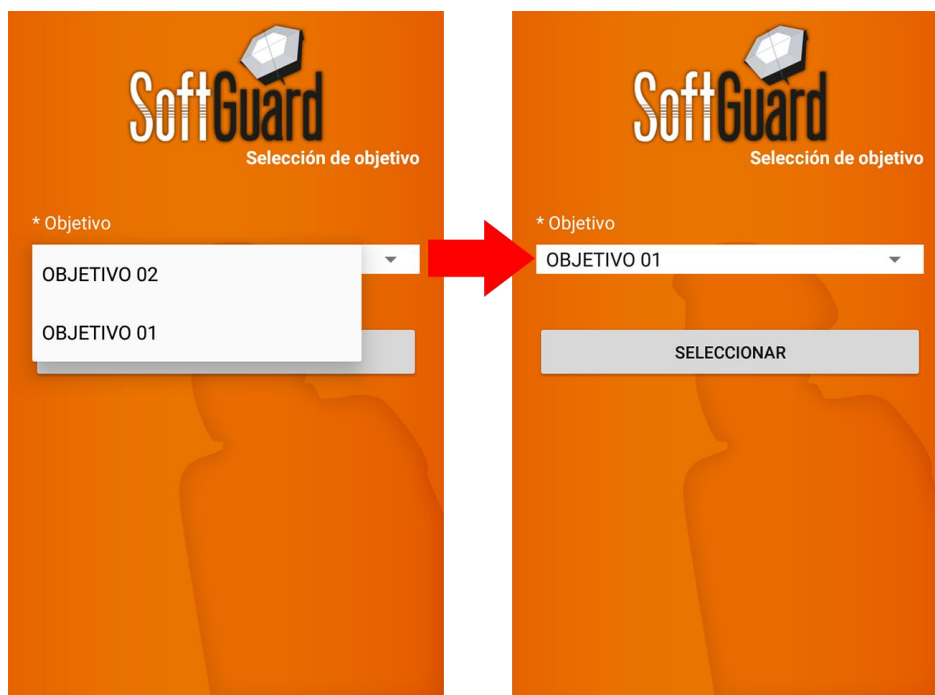 SoftGuard
Selección de objetivo
* Objetivo
OBJETIVO 02
OBJETIVO 01
SoftGuard
Selección de objetivo
* Objetivo
OBJETIVO 01
SELECCIONAR